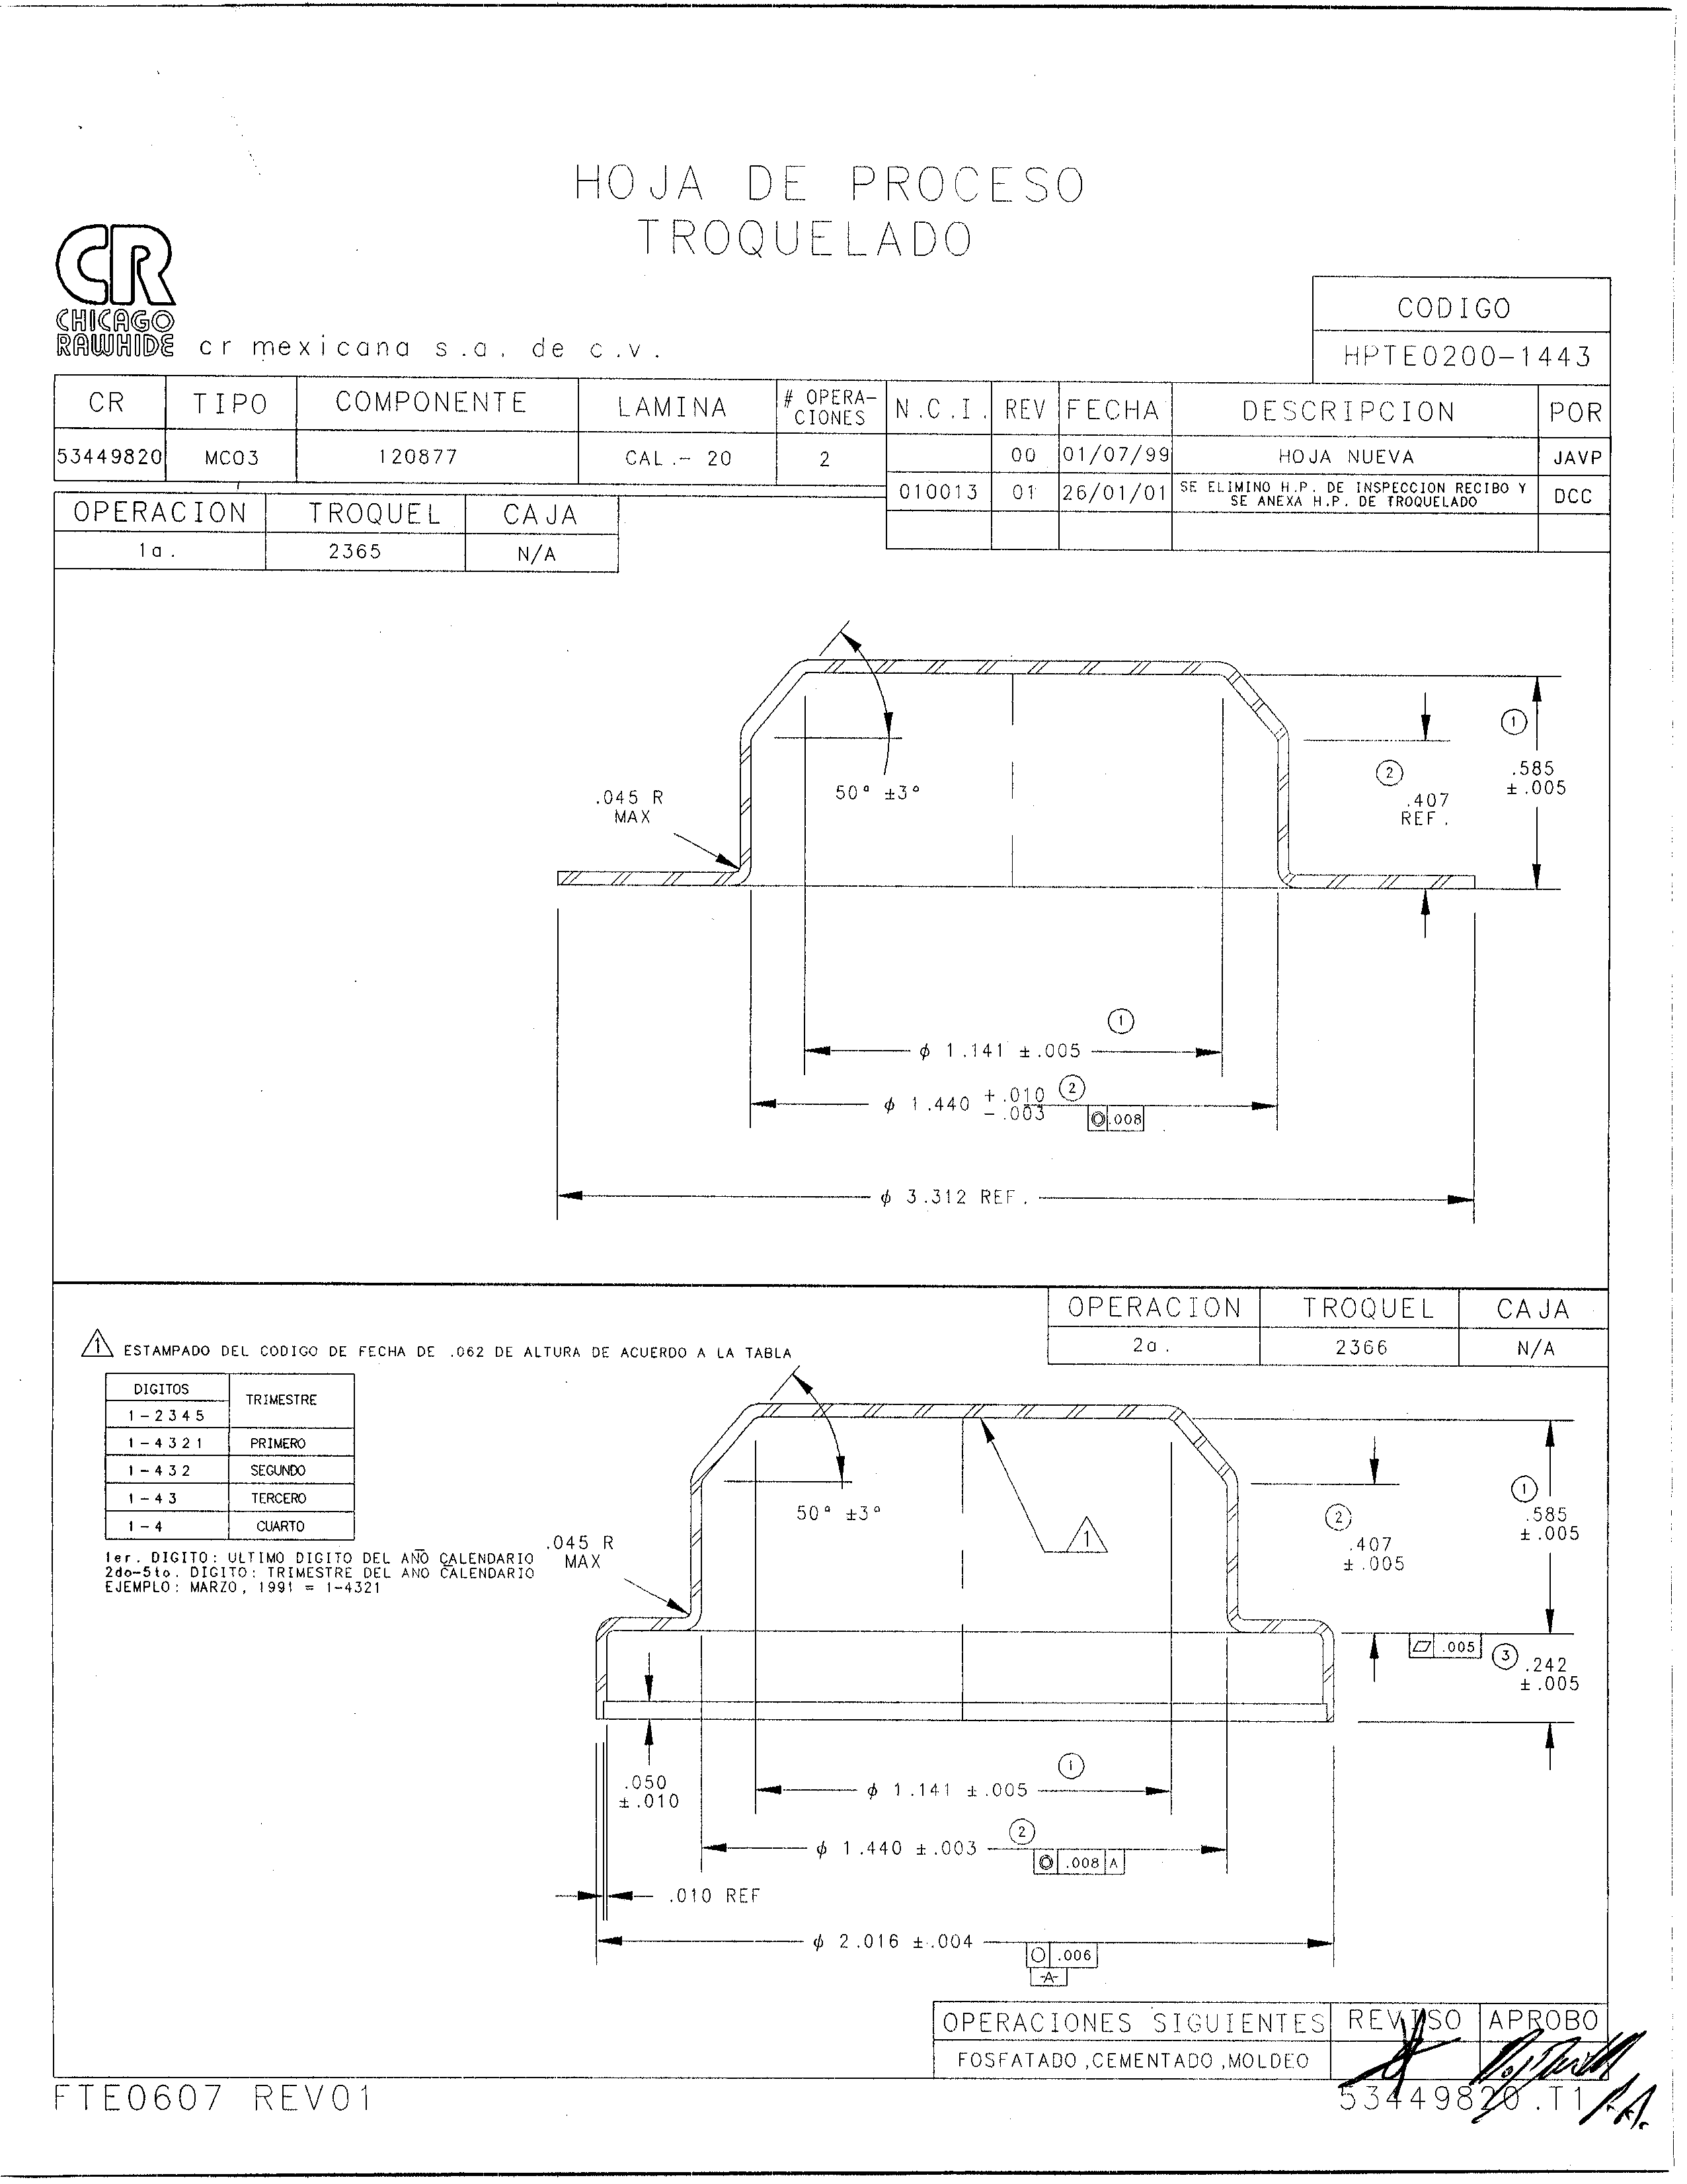 HOJA DE PROCESO
TROQUELADO
CR
CHICAGO
RAWHIDE
cr mexicana s.a. de c.v.
CODIGO
HPTE0200-1443
CR TIPO COMPONENTE LAMINA # OPERA-CIONES N.C.I. REV FECHA DESCRIPCION POR
53449820 MC03 120877 CAL.- 20 2 00 01/07/99 HOJA NUEVA JAVP
010013 01 26/01/01 SE ELIMINO H.P. DE INSPECCION RECIBO Y
SE ANEXA H.P. DE TROQUELADO DCC
OPERACION TROQUEL CAJA
1a. 2365 N/A
1
.585
±.005
2
.407
REF.
50° ±3°
.045 R
MAX
1
ø 1.141 ±.005
ø 1.440 +.010 2
-.003 ◎ .008
ø 3.312 REF.
OPERACION TROQUEL CAJA
2a. 2366 N/A
1 ESTAMPADO DEL CODIGO DE FECHA DE .062 DE ALTURA DE ACUERDO A LA TABLA
DIGITOS TRIMESTRE
1-2345
1-4321 PRIMERO
1-432 SEGUNDO
1-43 TERCERO
1-4 CUARTO
1er. DIGITO: ULTIMO DIGITO DEL AÑO CALENDARIO
2do-5to. DIGITO: TRIMESTRE DEL AÑO CALENDARIO
EJEMPLO: MARZO, 1991 = 1-4321
50° ±3°
.045 R
MAX
1
1
.585
±.005
2
.407
±.005
⏥ .005
3
.242
±.005
.050
±.010
1
ø 1.141 ±.005
2
ø 1.440 ±.003
◎ .008 A
.010 REF
ø 2.016 ±.004
○ .006
-A-
OPERACIONES SIGUIENTES REVISO APROBO
FOSFATADO,CEMENTADO,MOLDEO
FTE0607 REV01
53449820.T1